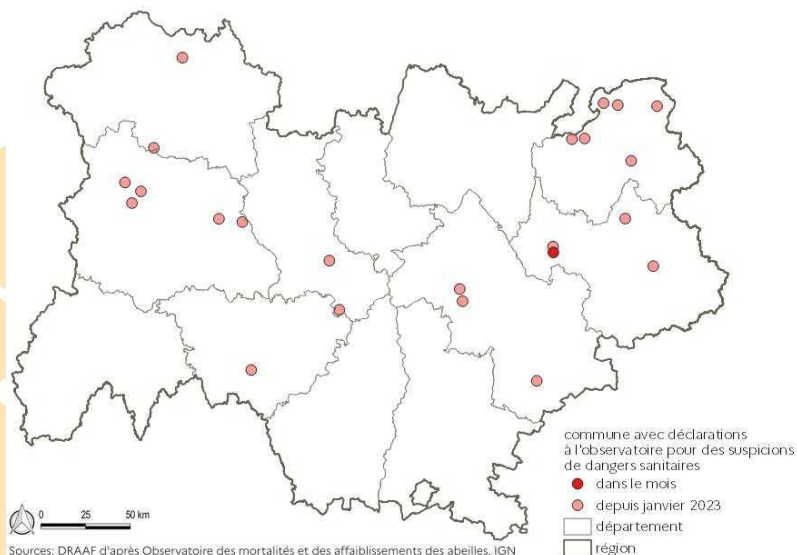 commune avec déclarations
à l'observatoire pour des suspicions
de dangers sanitaires
dans le mois
depuis janvier 2023
département
région
0 25 50 km
Sources: DRAAF d'après Observatoire des mortalités et des affaiblissements des abeilles, IGN